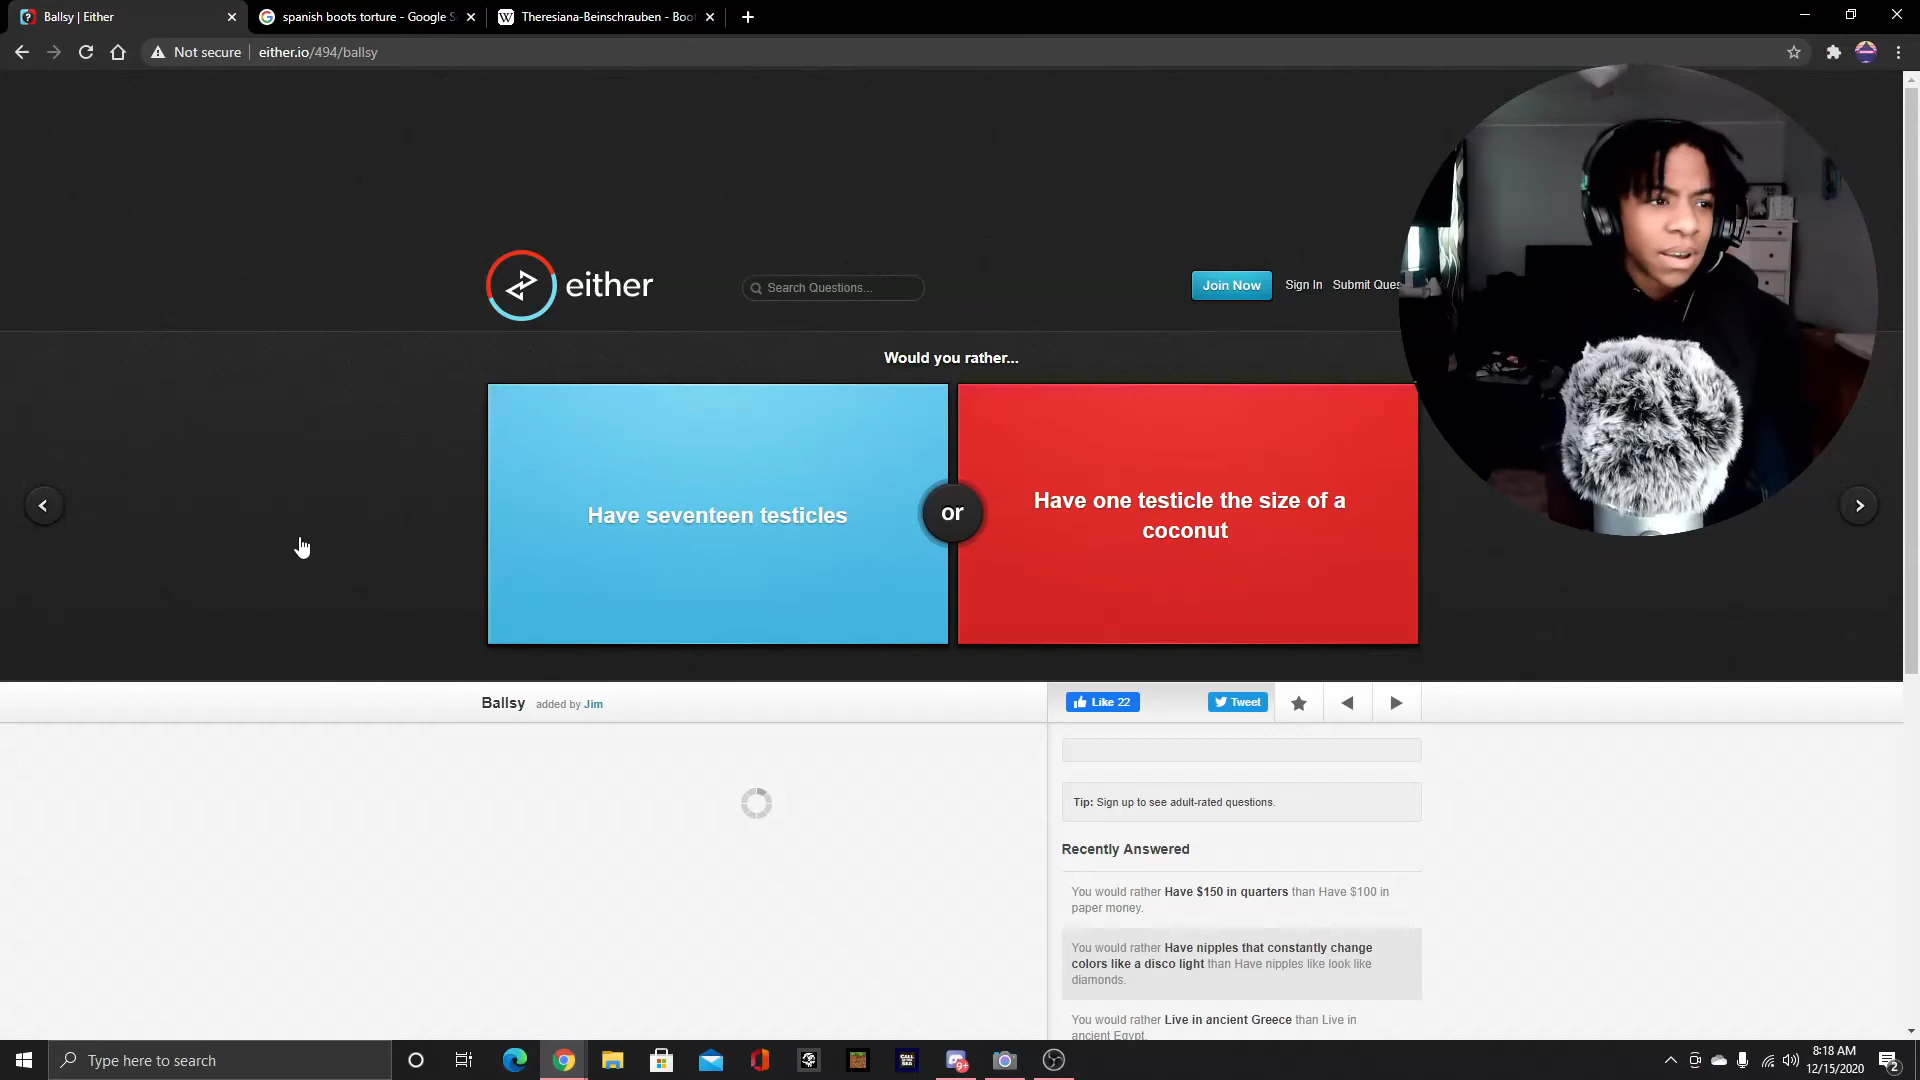 Ballsy | Either
spanish boots torture - Google S
Theresiana-Beinschrauben - Boo
Not secure
either.io/494/ballsy
either
Search Questions...
Join Now
Sign In
Submit Ques
Would you rather...
Have seventeen testicles
or
Have one testicle the size of a
coconut
Ballsy added by Jim
Like 22
Tweet
Tip: Sign up to see adult-rated questions.
Recently Answered
You would rather Have $150 in quarters than Have $100 in
paper money.
You would rather Have nipples that constantly change
colors like a disco light than Have nipples like look like
diamonds.
You would rather Live in ancient Greece than Live in
ancient Egypt.
Type here to search
9+
8:18 AM
12/15/2020
2